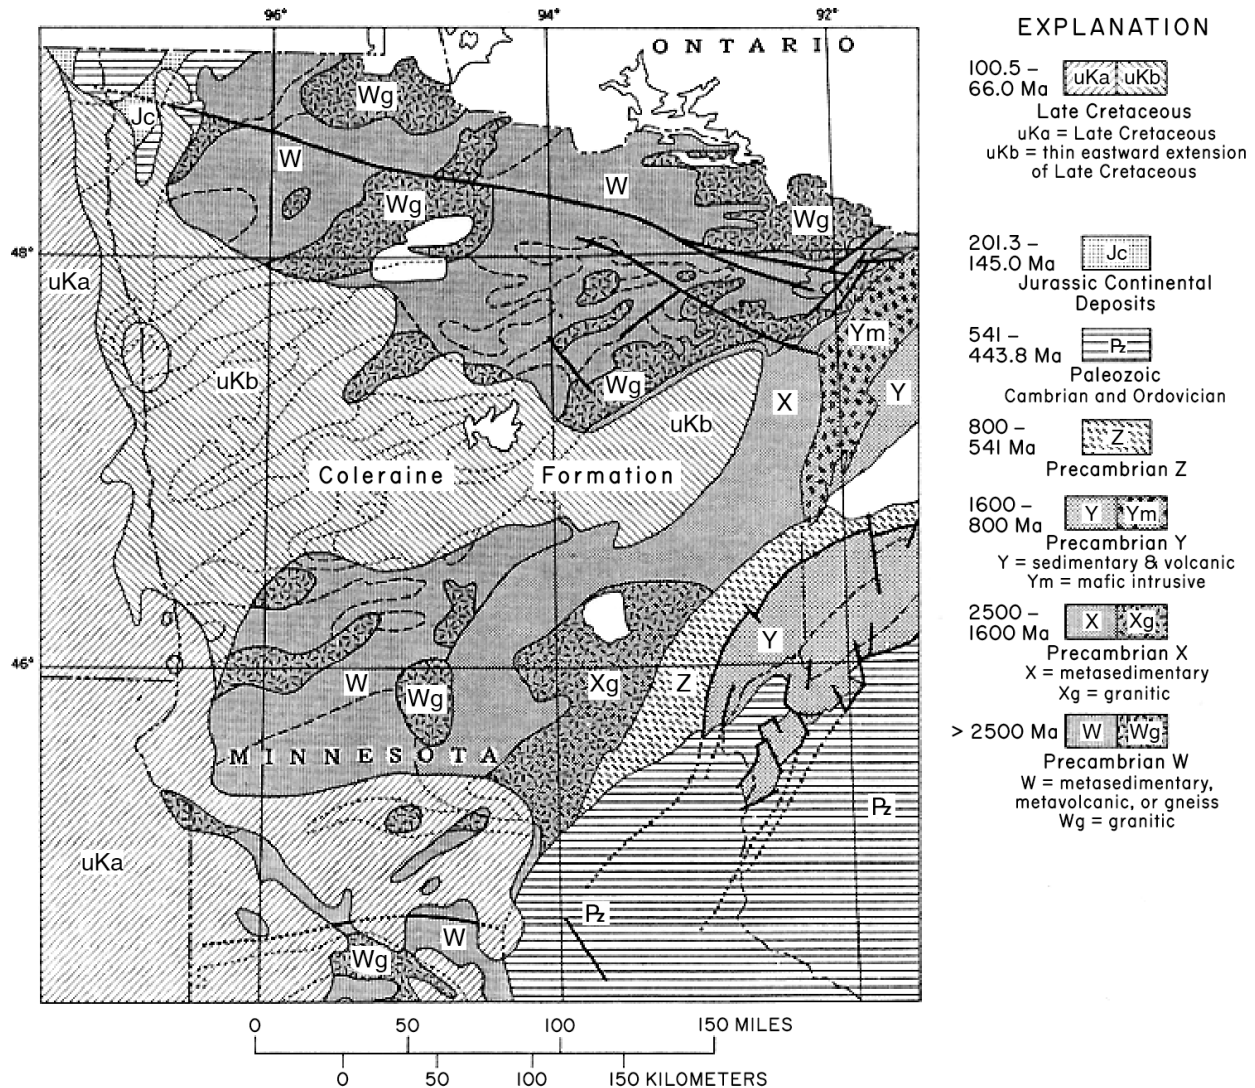 96° 94° 92°
ONTARIO
Wg
Jc
W
W
Wg
Wg
48°
uKa
Ym
uKb
Wg
Y
X
uKb
Coleraine Formation
Y
46°
W
Xg
Z
Wg
MINNESOTA
Pz
uKa
Pz
W
Wg
0 50 100 150 MILES
0 50 100 150 KILOMETERS
EXPLANATION
100.5 –
66.0 Ma
uKa uKb
Late Cretaceous
uKa = Late Cretaceous
uKb = thin eastward extension
of Late Cretaceous
201.3 –
145.0 Ma
Jc
Jurassic Continental
Deposits
541 –
443.8 Ma
Pz
Paleozoic
Cambrian and Ordovician
800 –
541 Ma
Z
Precambrian Z
1600 –
800 Ma
Y Ym
Precambrian Y
Y = sedimentary & volcanic
Ym = mafic intrusive
2500 –
1600 Ma
X Xg
Precambrian X
X = metasedimentary
Xg = granitic
> 2500 Ma
W Wg
Precambrian W
W = metasedimentary,
metavolcanic, or gneiss
Wg = granitic